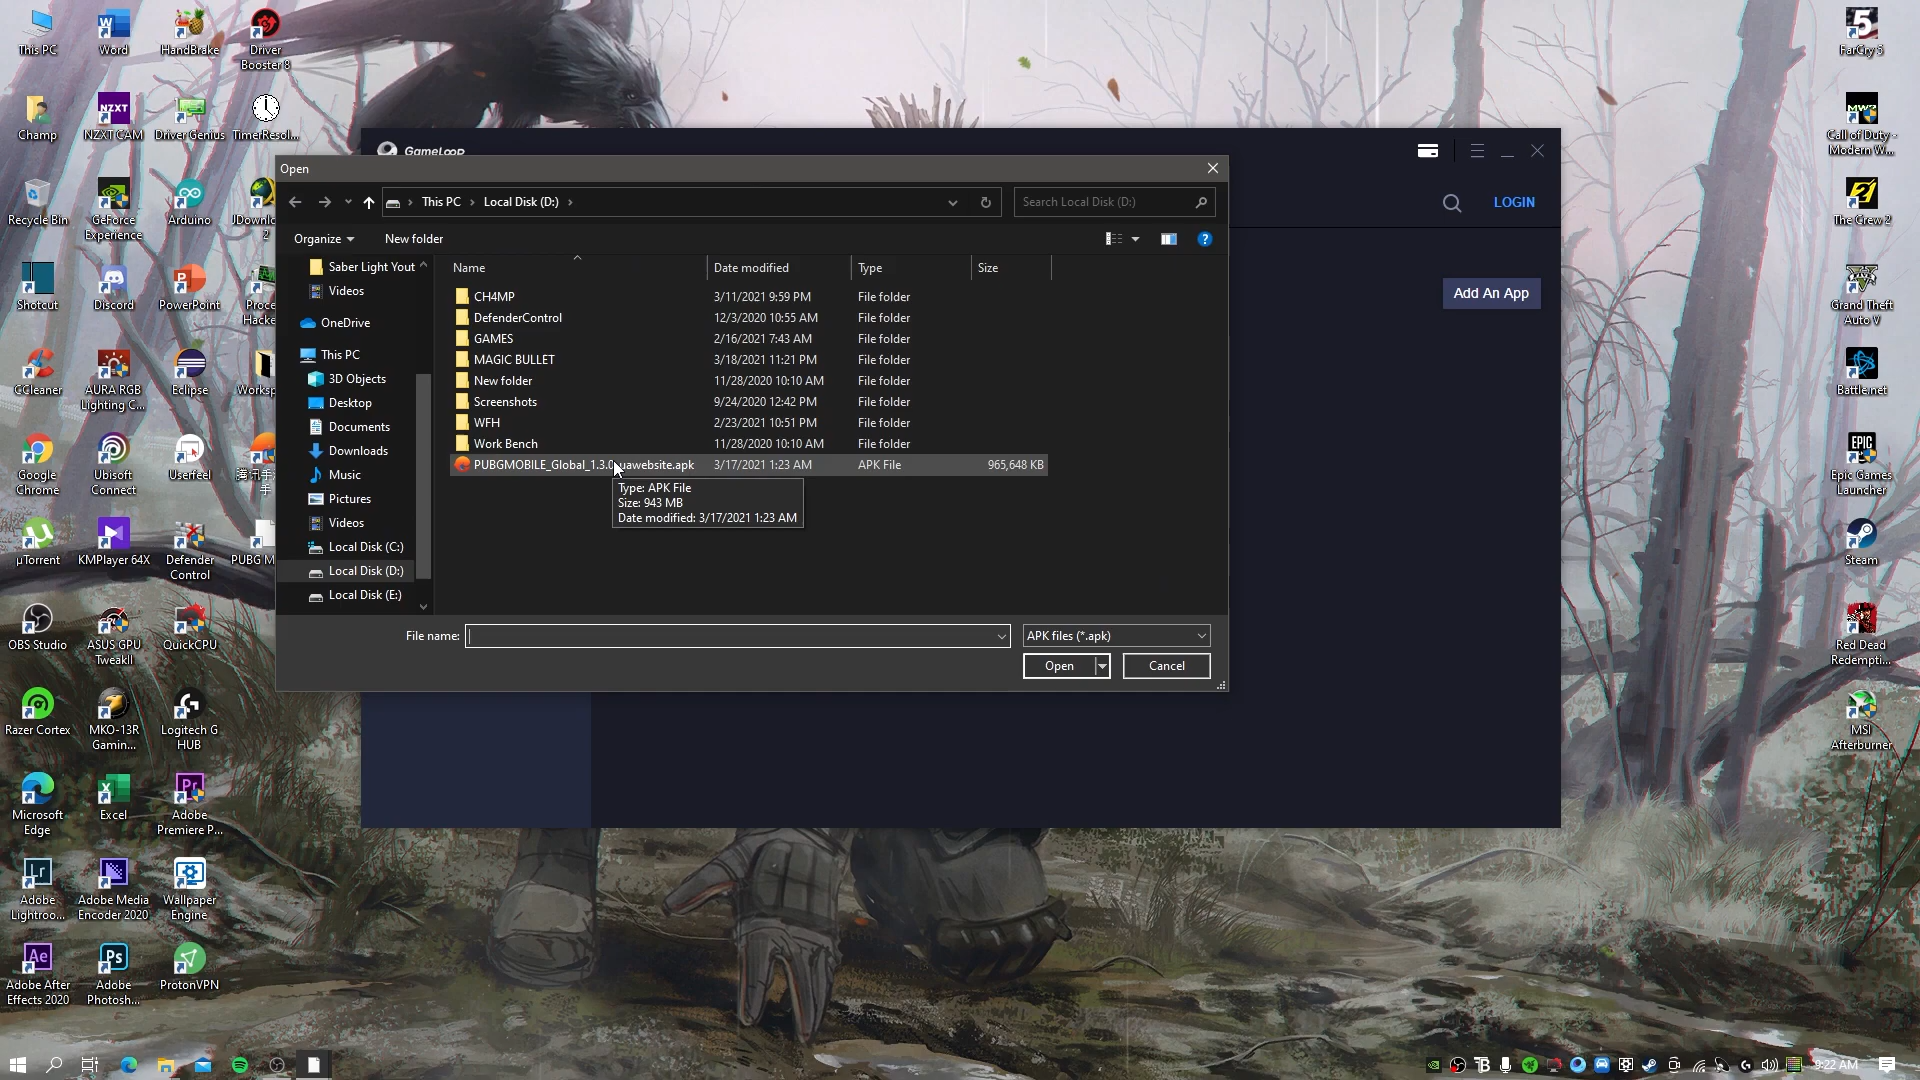 This PC
Word
HandBrake
Driver
Booster 8
FarCry 5
Champ
NZXT CAM
Driver Genius
TimerResol...
Call of Duty
Modern W...
Recycle Bin
GeForce
Experience
Arduino
JDownlo
2
The Crew 2
Shotcut
Discord
PowerPoint
Proce
Hacke
Grand Theft
Auto V
CCleaner
AURA RGB
Lighting C...
Eclipse
Worksp
Battle.net
Google
Chrome
Ubisoft
Connect
Userfeel
Epic Games
Launcher
µTorrent
KMPlayer 64X
Defender
Control
PUBG M
Steam
OBS Studio
ASUS GPU
TweakII
QuickCPU
Red Dead
Redempti...
Razer Cortex
MKO-13R
Gamin...
Logitech G
HUB
MSI
Afterburner
Microsoft
Edge
Excel
Adobe
Premiere P...
Adobe
Lightroo...
Adobe Media
Encoder 2020
Wallpaper
Engine
Adobe After
Effects 2020
Adobe
Photosh...
ProtonVPN
GameLoop
LOGIN
Add An App
Open
This PC
Local Disk (D:)
Search Local Disk (D:)
Organize
New folder
Saber Light Yout
Videos
OneDrive
This PC
3D Objects
Desktop
Documents
Downloads
Music
Pictures
Videos
Local Disk (C:)
Local Disk (D:)
Local Disk (E:)
Name Date modified Type Size
CH4MP 3/11/2021 9:59 PM File folder
DefenderControl 12/3/2020 10:55 AM File folder
GAMES 2/16/2021 7:43 AM File folder
MAGIC BULLET 3/18/2021 11:21 PM File folder
New folder 11/28/2020 10:10 AM File folder
Screenshots 9/24/2020 12:42 PM File folder
WFH 2/23/2021 10:51 PM File folder
Work Bench 11/28/2020 10:10 AM File folder
3/17/2021 1:23 AM APK File 965,648 KB
Type: APK File
Size: 943 MB
Date modified: 3/17/2021 1:23 AM
File name:
APK files (*.apk)
Open
Cancel
9:22 AM